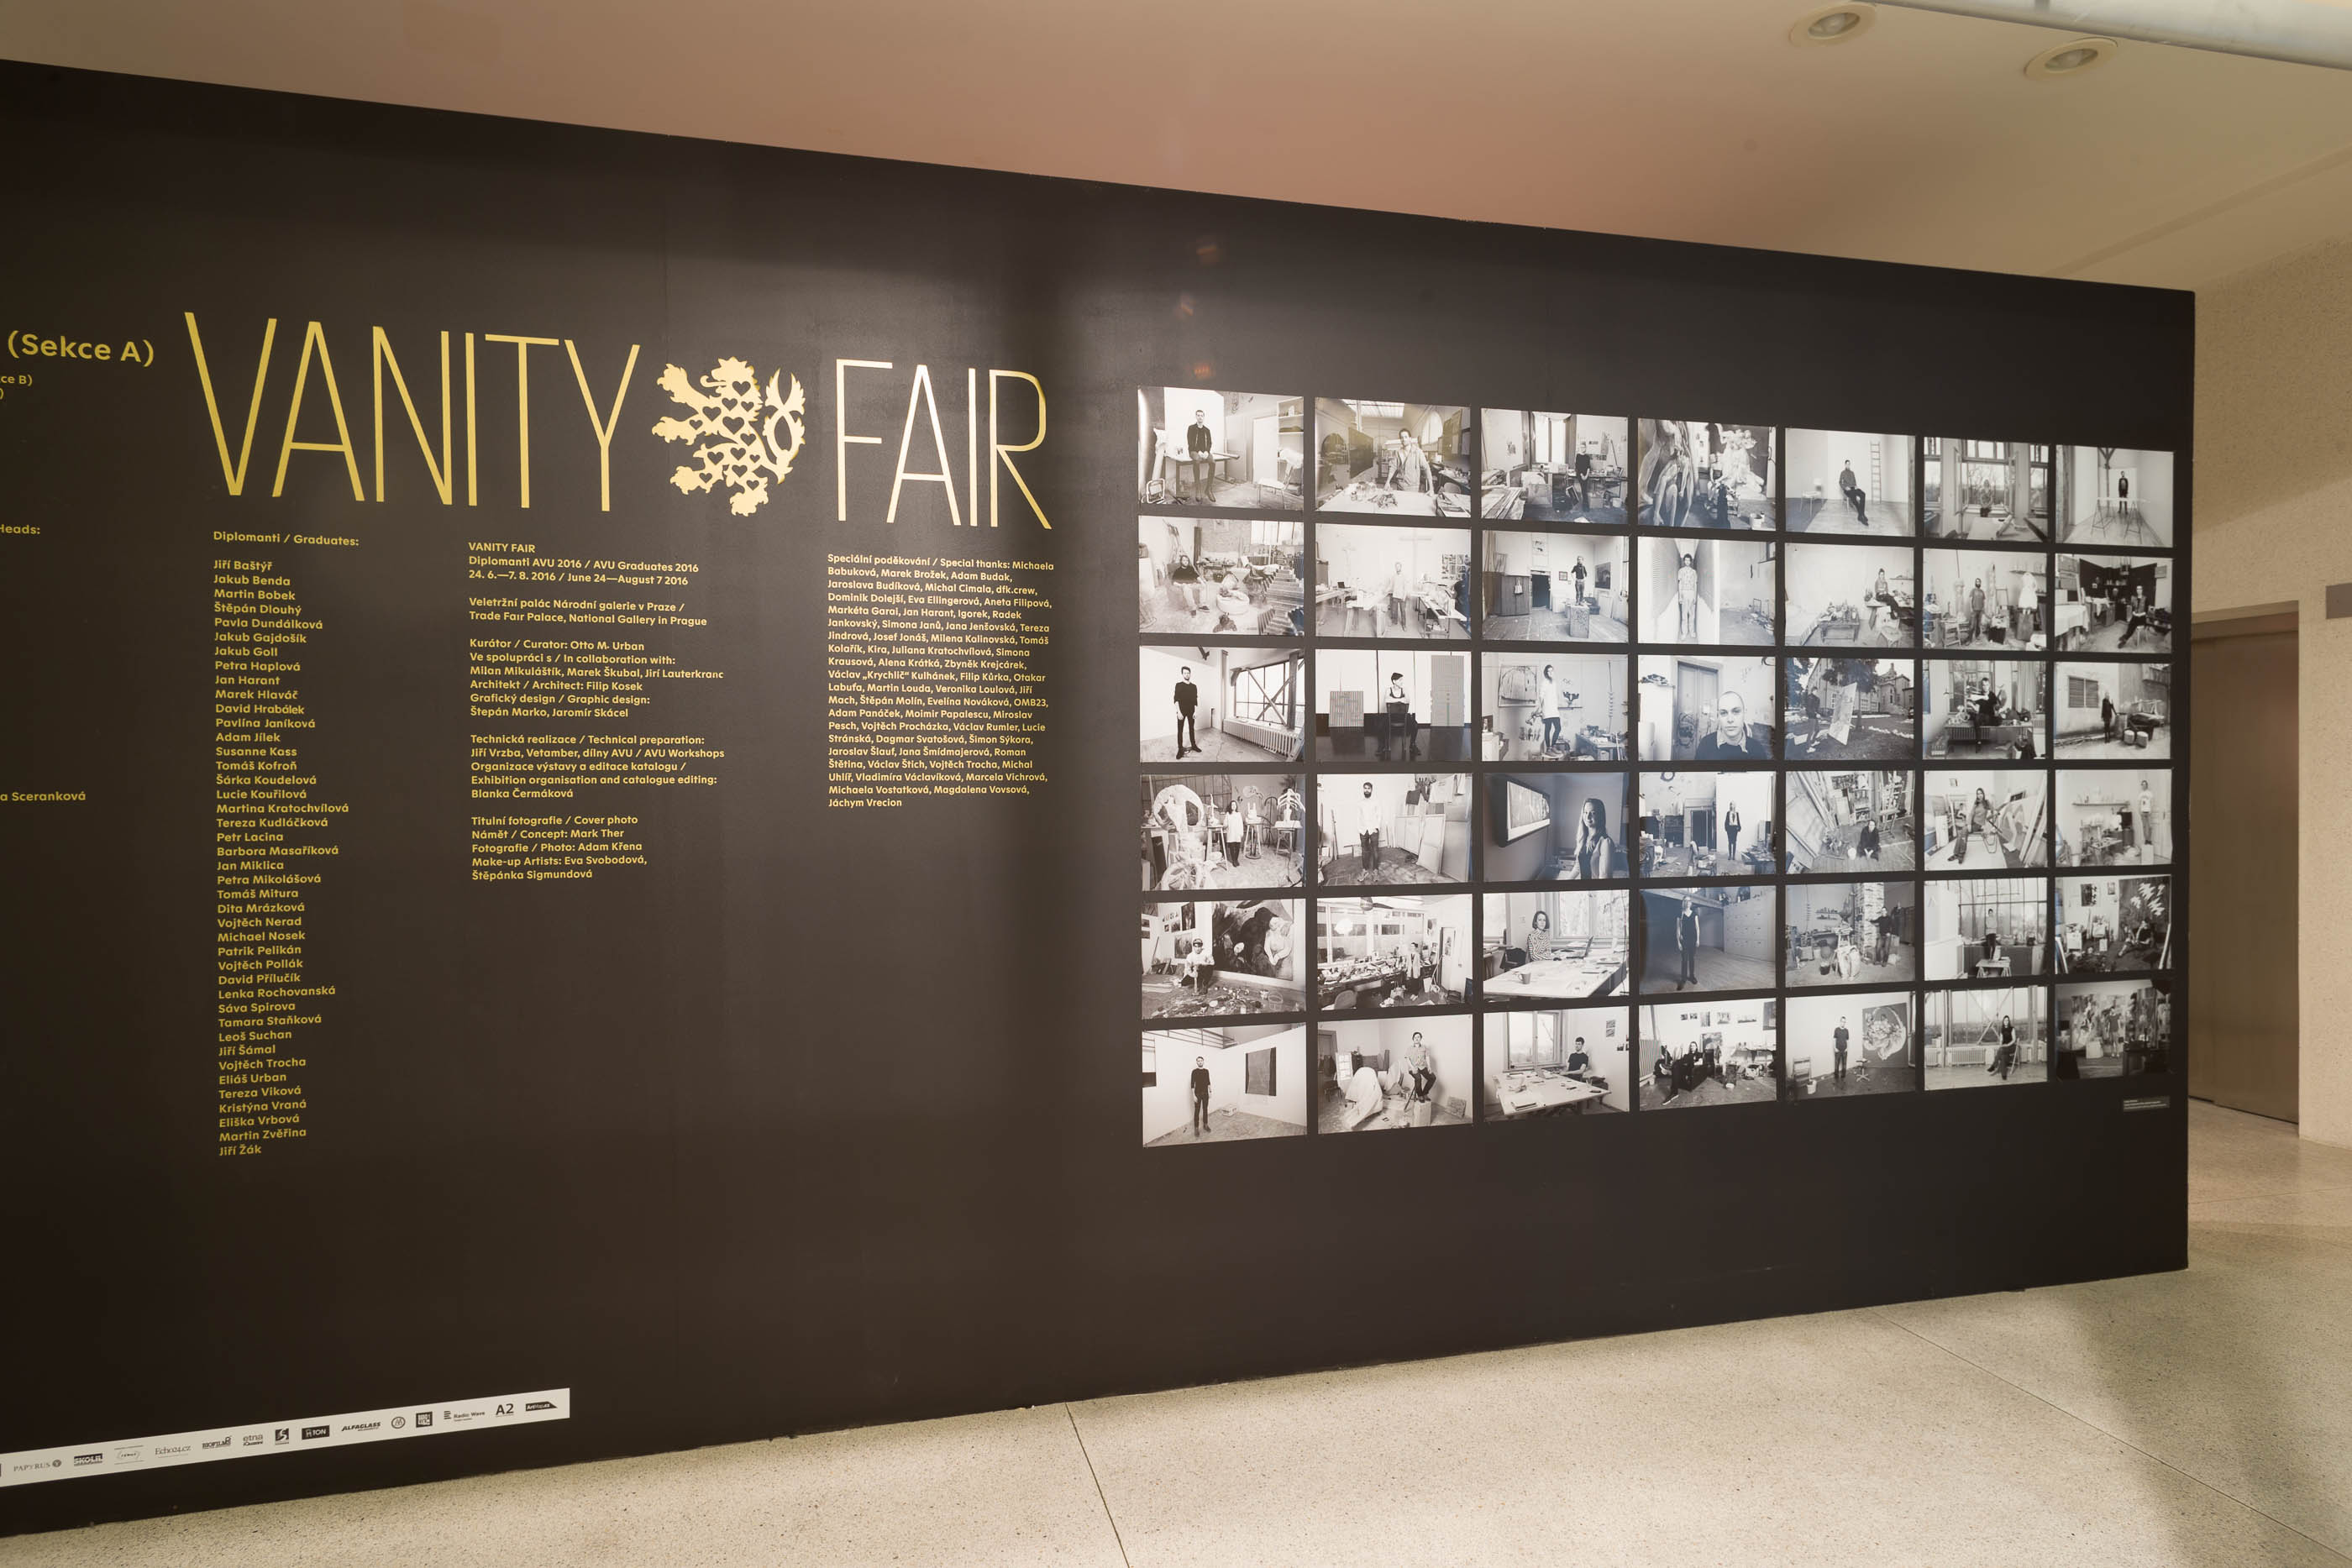 (Sekce A)
ce B)
)
Heads:
a Sceranková
VANITY FAIR
Diplomanti / Graduates:
Jiří Baštýř
Jakub Benda
Martin Bobek
Štěpán Dlouhý
Pavla Dundálková
Jakub Gajdošík
Jakub Goll
Petra Haplová
Jan Harant
Marek Hlaváč
David Hrabálek
Pavlína Janíková
Adam Jílek
Susanne Kass
Tomáš Kofroň
Šárka Koudelová
Lucie Kouřilová
Martina Kratochvílová
Tereza Kudláčková
Petr Lacina
Barbora Masaříková
Jan Miklica
Petra Mikolášová
Tomáš Mitura
Dita Mrázková
Vojtěch Nerad
Michael Nosek
Patrik Pelikán
Vojtěch Pollák
David Přílučík
Lenka Rochovanská
Sáva Spirova
Tamara Staňková
Leoš Suchan
Jiří Šámal
Vojtěch Trocha
Eliáš Urban
Tereza Viková
Kristýna Vraná
Eliška Vrbová
Martin Zvěřina
Jiří Žák
VANITY FAIR
Diplomanti AVU 2016 / AVU Graduates 2016
24. 6.—7. 8. 2016 / June 24—August 7 2016
Veletržní palác Národní galerie v Praze /
Trade Fair Palace, National Gallery in Prague
Kurátor / Curator: Otto M. Urban
Ve spolupráci s / In collaboration with:
Milan Mikuláštík, Marek Škubal, Jiří Lauterkranc
Architekt / Architect: Filip Kosek
Grafický design / Graphic design:
Štepán Marko, Jaromír Skácel
Technická realizace / Technical preparation:
Jiří Vrzba, Vetamber, dílny AVU / AVU Workshops
Organizace výstavy a editace katalogu /
Exhibition organisation and catalogue editing:
Blanka Čermáková
Titulní fotografie / Cover photo
Námět / Concept: Mark Ther
Fotografie / Photo: Adam Křena
Make-up Artists: Eva Svobodová,
Štěpánka Sigmundová
Speciální poděkování / Special thanks: Michaela
Babuková, Marek Brožek, Adam Budak,
Jaroslava Budíková, Michal Cimala, dfk.crew,
Dominik Dolejší, Eva Ellingerová, Aneta Filipová,
Markéta Garai, Jan Harant, Igorek, Radek
Jankovský, Simona Janů, Jana Jenšovská, Tereza
Jindrová, Josef Jonáš, Milena Kalinovská, Tomáš
Kolařík, Kira, Juliana Kratochvílová, Simona
Krausová, Alena Krátká, Zbyněk Krejcárek,
Václav „Krychlič“ Kulhánek, Filip Kůrka, Otakar
Labuťa, Martin Louda, Veronika Loulová, Jiří
Mach, Štěpán Molín, Evelína Nováková, OMB23,
Adam Panáček, Moimir Papalescu, Miroslav
Pesch, Vojtěch Procházka, Václav Rumler, Lucie
Stránská, Dagmar Svatošová, Šimon Sýkora,
Jaroslav Šlauf, Jana Šmídmajerová, Roman
Štětina, Václav Štich, Vojtěch Trocha, Michal
Uhlíř, Vladimíra Václavíková, Marcela Vichrová,
Michaela Vostatková, Magdalena Vovsová,
Jáchym Vrecion
PAPYRUS SKOLIL Echo24.cz BIOFILMS etna TON ALFAGLASS Radio Wave A2